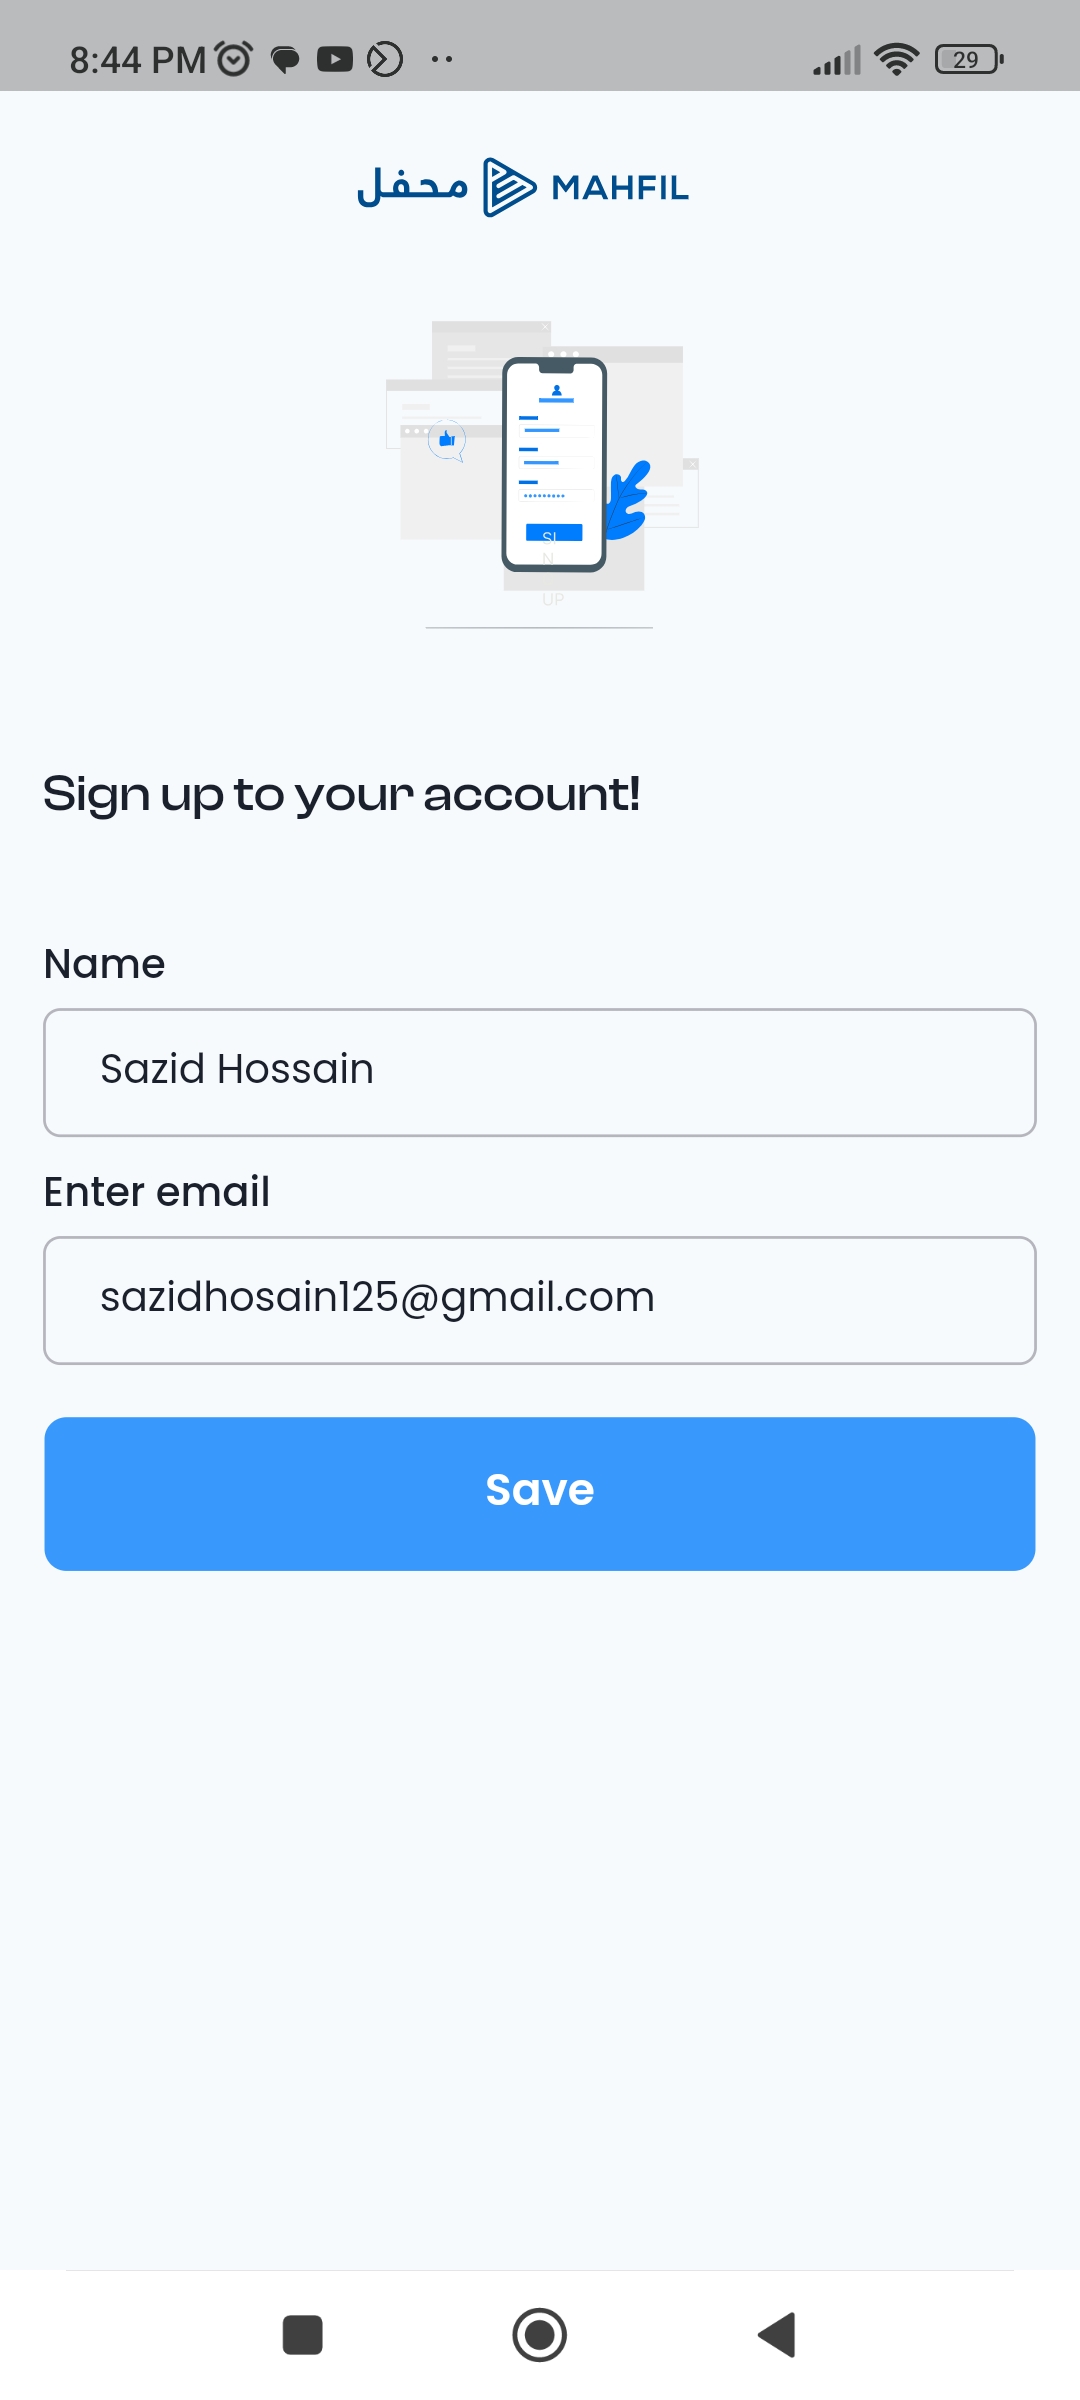 8:44 PM
29
محفل MAHFIL
SI
N
UP
Sign up to your account!
Name
Sazid Hossain
Enter email
sazidhosain125@gmail.com
Save